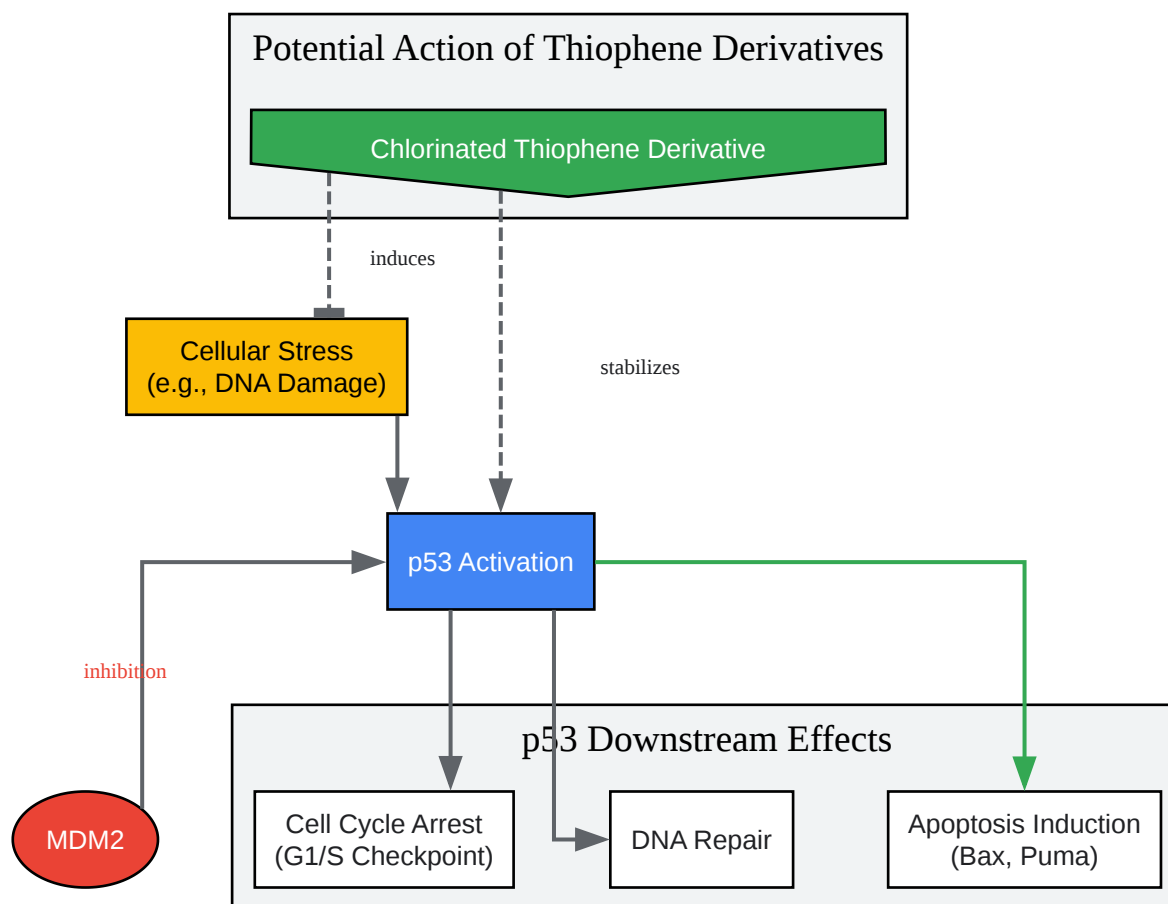 Potential Action of Thiophene Derivatives
Chlorinated Thiophene Derivative
induces
Cellular Stress
(e.g., DNA Damage)
stabilizes
p53 Activation
inhibition
p53 Downstream Effects
MDM2
Cell Cycle Arrest
(G1/S Checkpoint)
DNA Repair
Apoptosis Induction
(Bax, Puma)